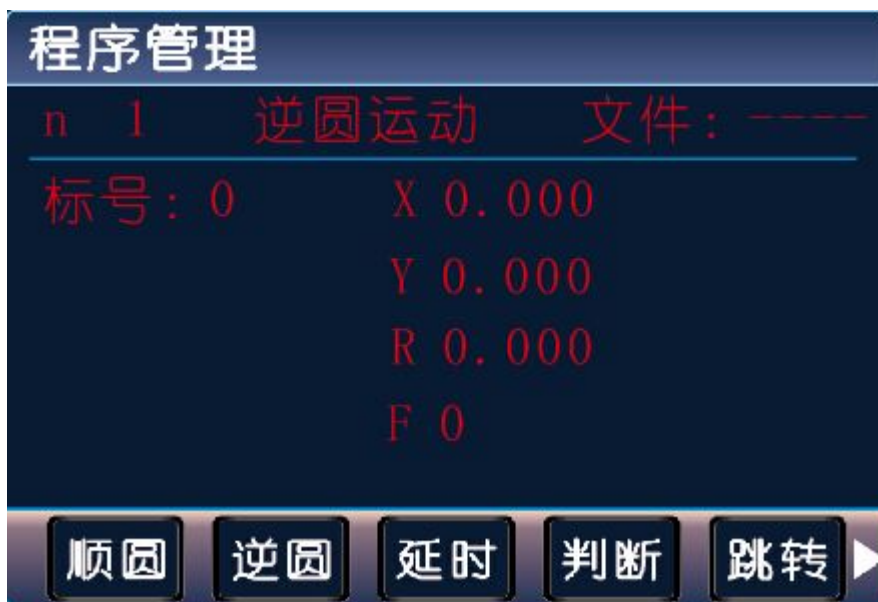 程序管理
n 1 逆圆运动 文件: ----
标号: 0 X 0.000
Y 0.000
R 0.000
F 0
顺圆 逆圆 延时 判断 跳转